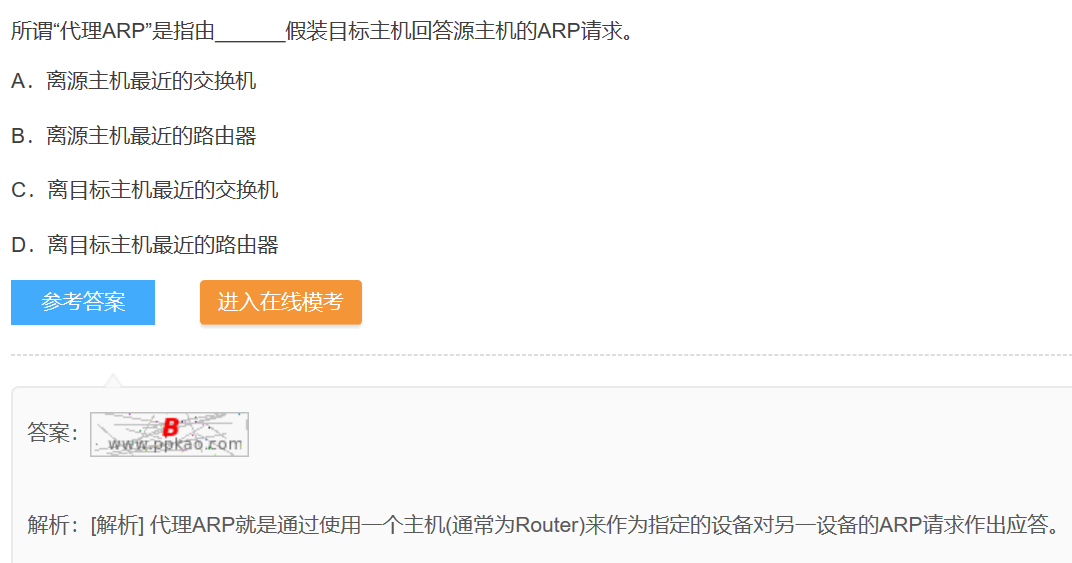 所谓“代理ARP”是指由______假装目标主机回答源主机的ARP请求。
A．离源主机最近的交换机
B．离源主机最近的路由器
C．离目标主机最近的交换机
D．离目标主机最近的路由器
参考答案 进入在线模考
答案： B
www.ppkao.com
解析：[解析] 代理ARP就是通过使用一个主机(通常为Router)来作为指定的设备对另一设备的ARP请求作出应答。